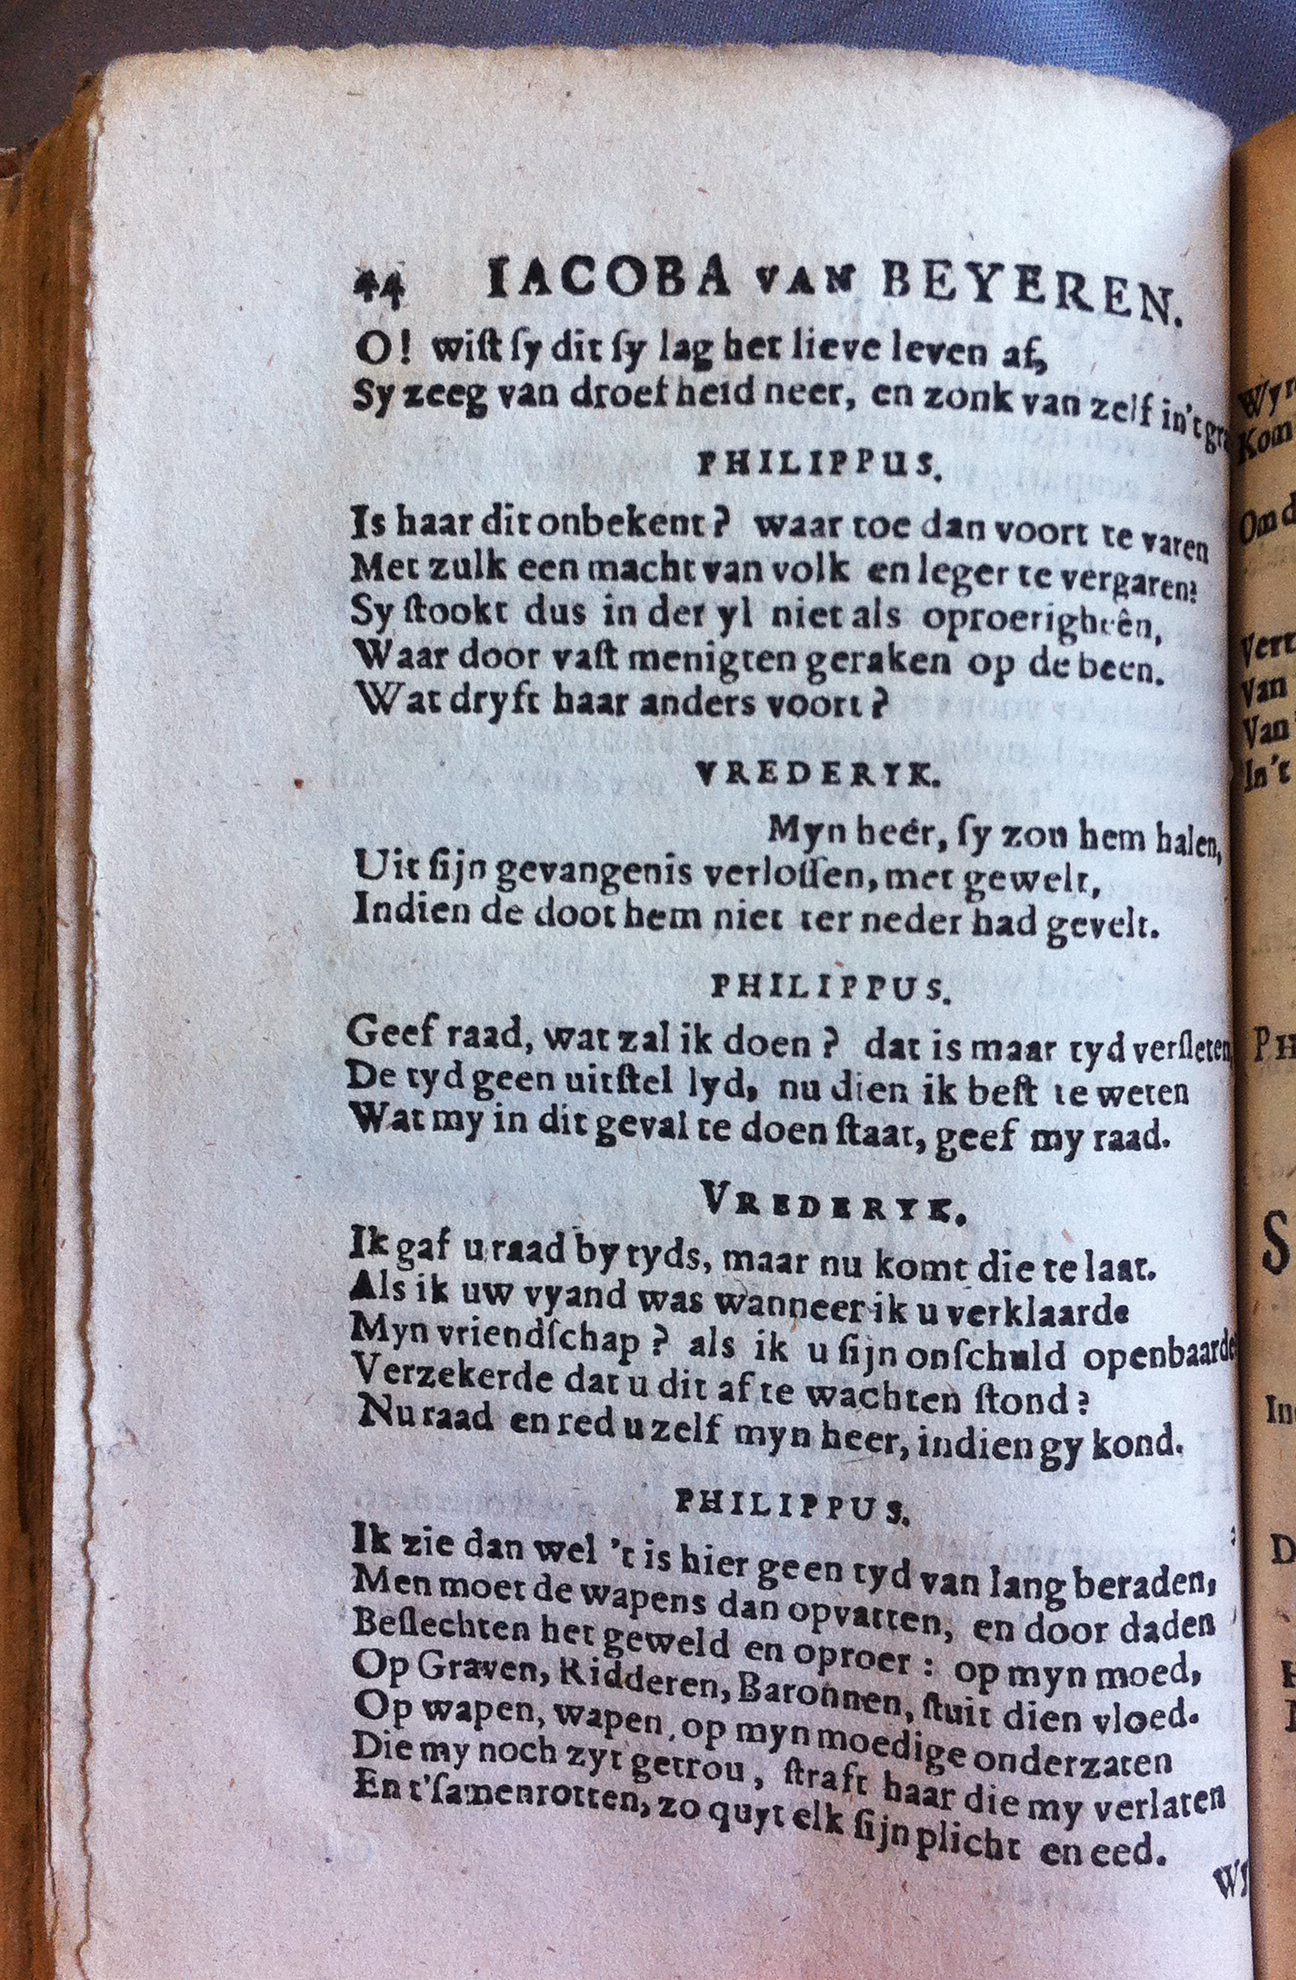 44 IACOBA VAN BEYEREN.
O! wiſt ſy dit ſy lag het lieve leven af,
Sy zeeg van droefheid neer, en zonk van zelf in't gra
PHILIPPUS.
Is haar dit onbekent? waar toe dan voort te varen
Met zulk een macht van volk en leger te vergaren?
Sy ſtookt dus in der yl niet als oproerigheên,
Waar door vaſt menigten geraken op de been.
Wat dryft haar anders voort?
VREDERYK.
Myn heér, ſy zou hem halen,
Uit ſijn gevangenis verloſſen, met gewelt,
Indien de doot hem niet ter neder had gevelt.
PHILIPPUS.
Geef raad, wat zal ik doen? dat is maar tyd verſleten
De tyd geen uitſtel lyd, nu dien ik beſt te weten
Wat my in dit geval te doen ſtaat, geef my raad.
VREDERYK.
Ik gaf u raad by tyds, maar nu komt die te laat.
Als ik uw vyand was wanneer ik u verklaarde
Myn vriendſchap? als ik u ſijn onſchuld openbaarde
Verzekerde dat u dit af te wachten ſtond?
Nu raad en red u zelf myn heer, indien gy kond.
PHILIPPUS.
Ik zie dan wel 't is hier geen tyd van lang beraden,
Men moet de wapens dan opvatten, en door daden
Beſlechten het geweld en oproer: op myn moed,
Op Graven, Ridderen, Baronnen, ſtuit dien vloed.
Op wapen, wapen, op myn moedige onderzaten
Die my noch zyt getrou, ſtraft haar die my verlaten
En t'ſamenrotten, zo quyt elk ſijn plicht en eed.
Wy
Kom
Om d
Vert
Van
Van
In 't
PH
S
In
D